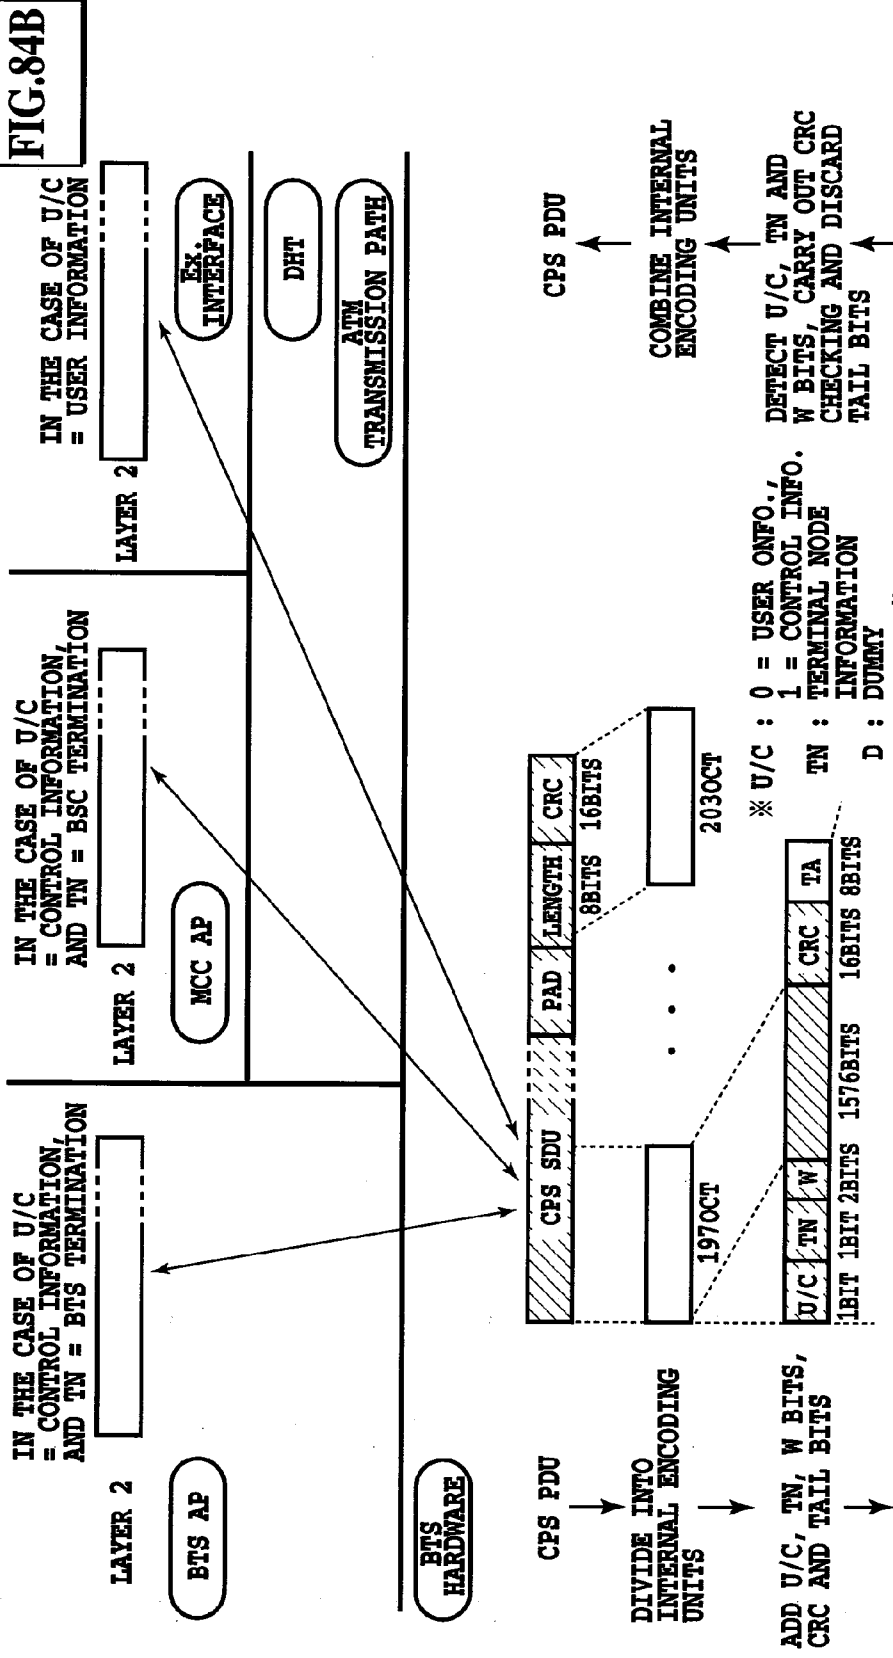 FIG.84B
IN THE CASE OF U/C
= CONTROL INFORMATION,
AND TN = BTS TERMINATION
LAYER 2
BTS AP
IN THE CASE OF U/C
= CONTROL INFORMATION,
AND TN = BSC TERMINATION
LAYER 2
MCC AP
IN THE CASE OF U/C
= USER INFORMATION
LAYER 2
Ex.
INTERFACE
DHT
ATM
TRANSMISSION PATH
BTS
HARDWARE
CPS PDU
DIVIDE INTO
INTERNAL ENCODING
UNITS
ADD U/C, TN, W BITS,
CRC AND TAIL BITS
CPS SDU
PAD
LENGTH
CRC
8BITS
16BITS
197OCT
203OCT
U/C
TN
W
CRC
TA
1BIT
1BIT
2BITS
1576BITS
16BITS
8BITS
CPS PDU
COMBINE INTERNAL
ENCODING UNITS
DETECT U/C, TN AND
W BITS, CARRY OUT CRC
CHECKING AND DISCARD
TAIL BITS
※ U/C : 0 = USER ONFO.,
1 = CONTROL INFO.
TN : TERMINAL NODE
INFORMATION
D : DUMMY